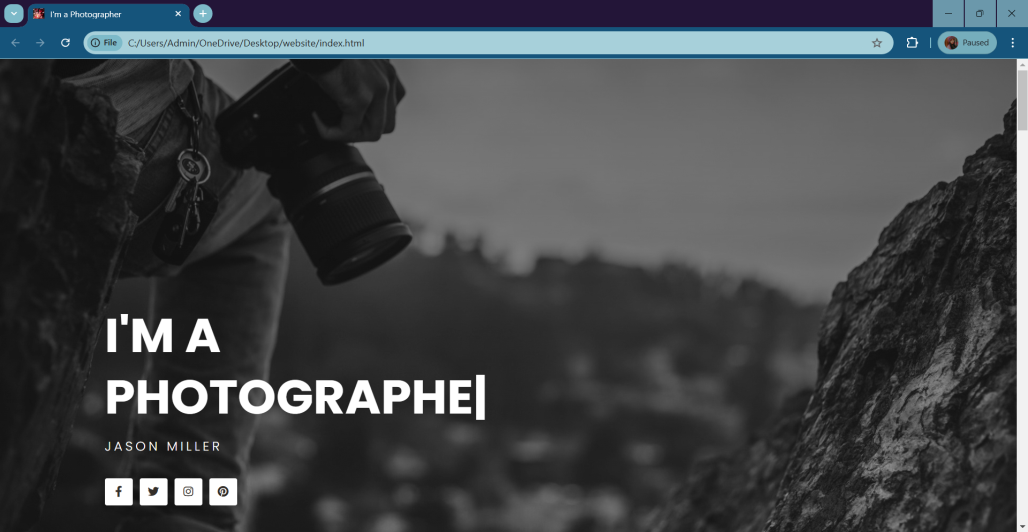 I'm a Photographer
File
C:/Users/Admin/OneDrive/Desktop/website/index.html
Paused
I'M A
PHOTOGRAPHE|
JASON MILLER